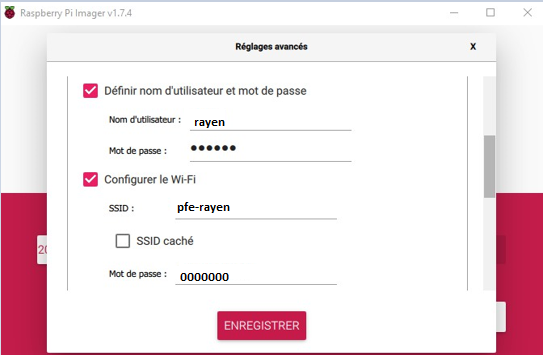 Raspberry Pi Imager v1.7.4
Réglages avancés X
Définir nom d'utilisateur et mot de passe
Nom d'utilisateur : rayen
Mot de passe : ●●●●●●
Configurer le Wi-Fi
SSID : pfe-rayen
SSID caché
Mot de passe : 0000000
20
ENREGISTRER